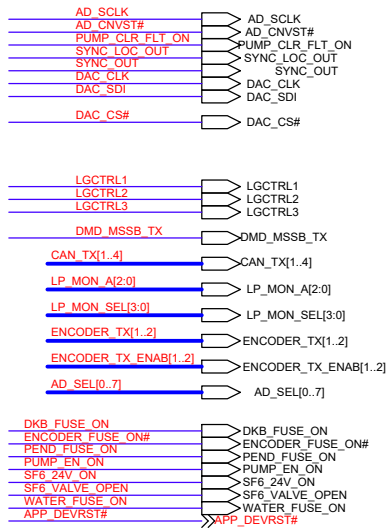 AD_SCLK AD_SCLK
AD_CNVST# AD_CNVST#
PUMP_CLR_FLT_ON PUMP_CLR_FLT_ON
SYNC_LOC_OUT SYNC_LOC_OUT
SYNC_OUT SYNC_OUT
DAC_CLK DAC_CLK
DAC_SDI DAC_SDI
DAC_CS# DAC_CS#
LGCTRL1 LGCTRL1
LGCTRL2 LGCTRL2
LGCTRL3 LGCTRL3
DMD_MSSB_TX DMD_MSSB_TX
CAN_TX[1..4] CAN_TX[1..4]
LP_MON_A[2:0] LP_MON_A[2:0]
LP_MON_SEL[3:0] LP_MON_SEL[3:0]
ENCODER_TX[1..2] ENCODER_TX[1..2]
ENCODER_TX_ENAB[1..2] ENCODER_TX_ENAB[1..2]
AD_SEL[0..7] AD_SEL[0..7]
DKB_FUSE_ON DKB_FUSE_ON
ENCODER_FUSE_ON# ENCODER_FUSE_ON#
PEND_FUSE_ON PEND_FUSE_ON
PUMP_EN_ON PUMP_EN_ON
SF6_24V_ON SF6_24V_ON
SF6_VALVE_OPEN SF6_VALVE_OPEN
WATER_FUSE_ON WATER_FUSE_ON
APP_DEVRST# APP_DEVRST#